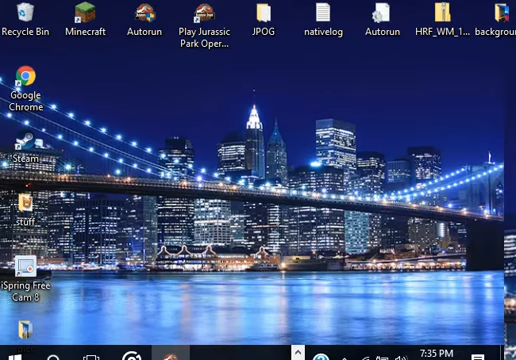 Recycle Bin
Minecraft
Autorun
Play Jurassic
Park Oper...
JPOG
nativelog
Autorun
HRF_WM_1...
backgrou
Google
Chrome
Steam
stuff
iSpring Free
Cam 8
7:35 PM